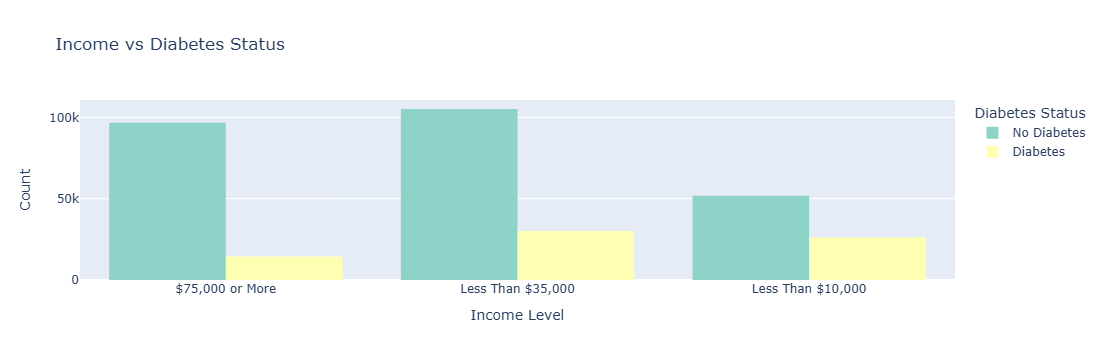 Income vs Diabetes Status
Diabetes Status
No Diabetes
Diabetes
Count
100k
50k
0
$75,000 or More
Less Than $35,000
Less Than $10,000
Income Level